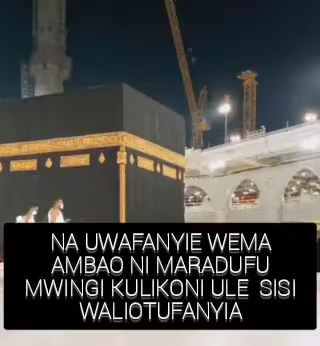 NA UWAFANYIE WEMA
AMBAO NI MARADUFU
MWINGI KULIKONI ULE SISI
WALIOTUFANYIA